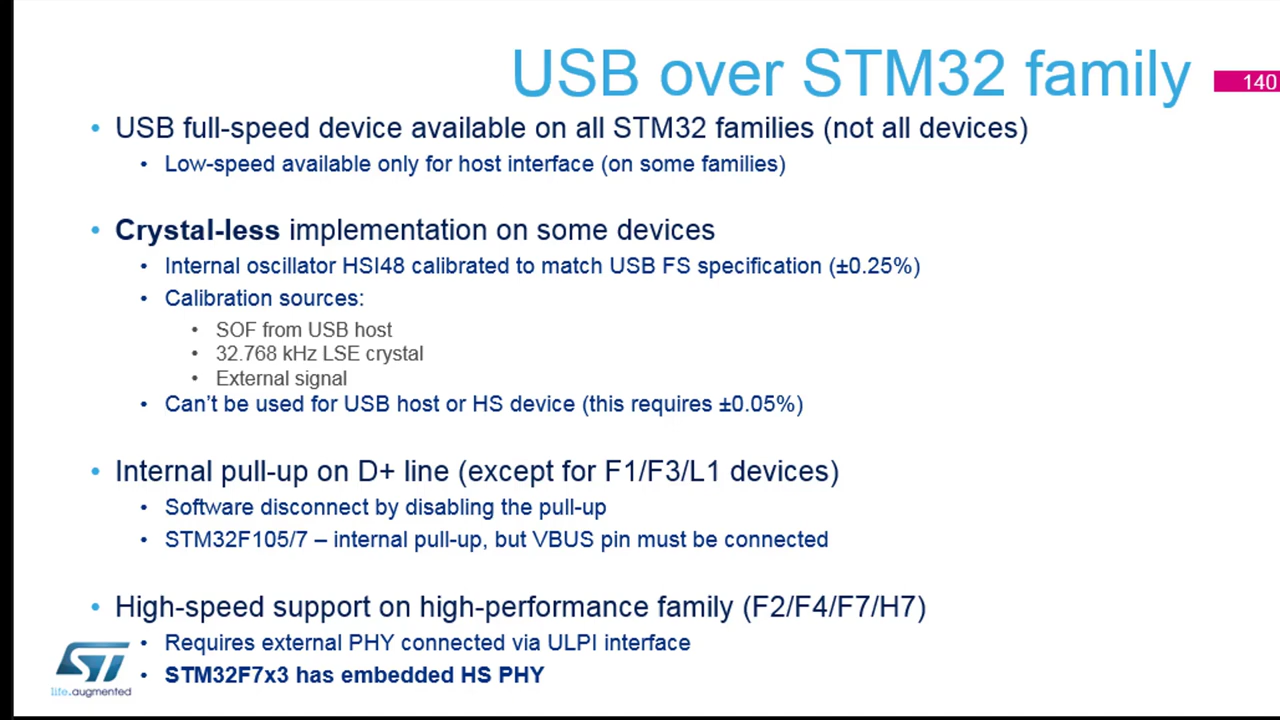 USB over STM32 family
140
• USB full-speed device available on all STM32 families (not all devices)
• Low-speed available only for host interface (on some families)
• Crystal-less implementation on some devices
• Internal oscillator HSI48 calibrated to match USB FS specification (±0.25%)
• Calibration sources:
• SOF from USB host
• 32.768 kHz LSE crystal
• External signal
• Can't be used for USB host or HS device (this requires ±0.05%)
• Internal pull-up on D+ line (except for F1/F3/L1 devices)
• Software disconnect by disabling the pull-up
• STM32F105/7 – internal pull-up, but VBUS pin must be connected
• High-speed support on high-performance family (F2/F4/F7/H7)
• Requires external PHY connected via ULPI interface
• STM32F7x3 has embedded HS PHY
ST
life.augmented